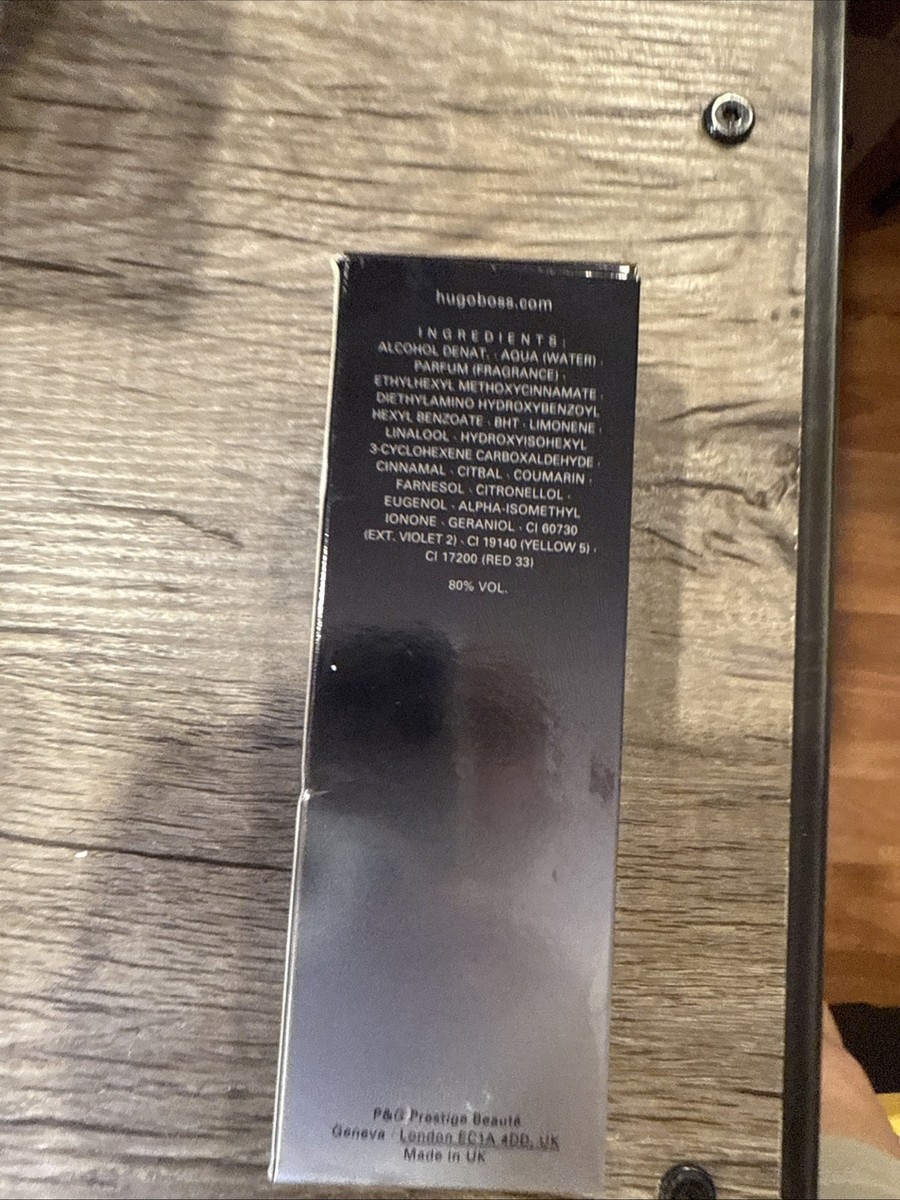 hugoboss.com
INGREDIENTS:
ALCOHOL DENAT. · AQUA (WATER) ·
PARFUM (FRAGRANCE) ·
ETHYLHEXYL METHOXYCINNAMATE ·
DIETHYLAMINO HYDROXYBENZOYL
HEXYL BENZOATE · BHT · LIMONENE ·
LINALOOL · HYDROXYISOHEXYL
3-CYCLOHEXENE CARBOXALDEHYDE ·
CINNAMAL · CITRAL · COUMARIN ·
FARNESOL · CITRONELLOL ·
EUGENOL · ALPHA-ISOMETHYL
IONONE · GERANIOL · CI 60730
(EXT. VIOLET 2) · CI 19140 (YELLOW 5) ·
CI 17200 (RED 33)
80% VOL.
P&G Prestige Beauté
Geneva · London EC1A 4DD, UK
Made in UK